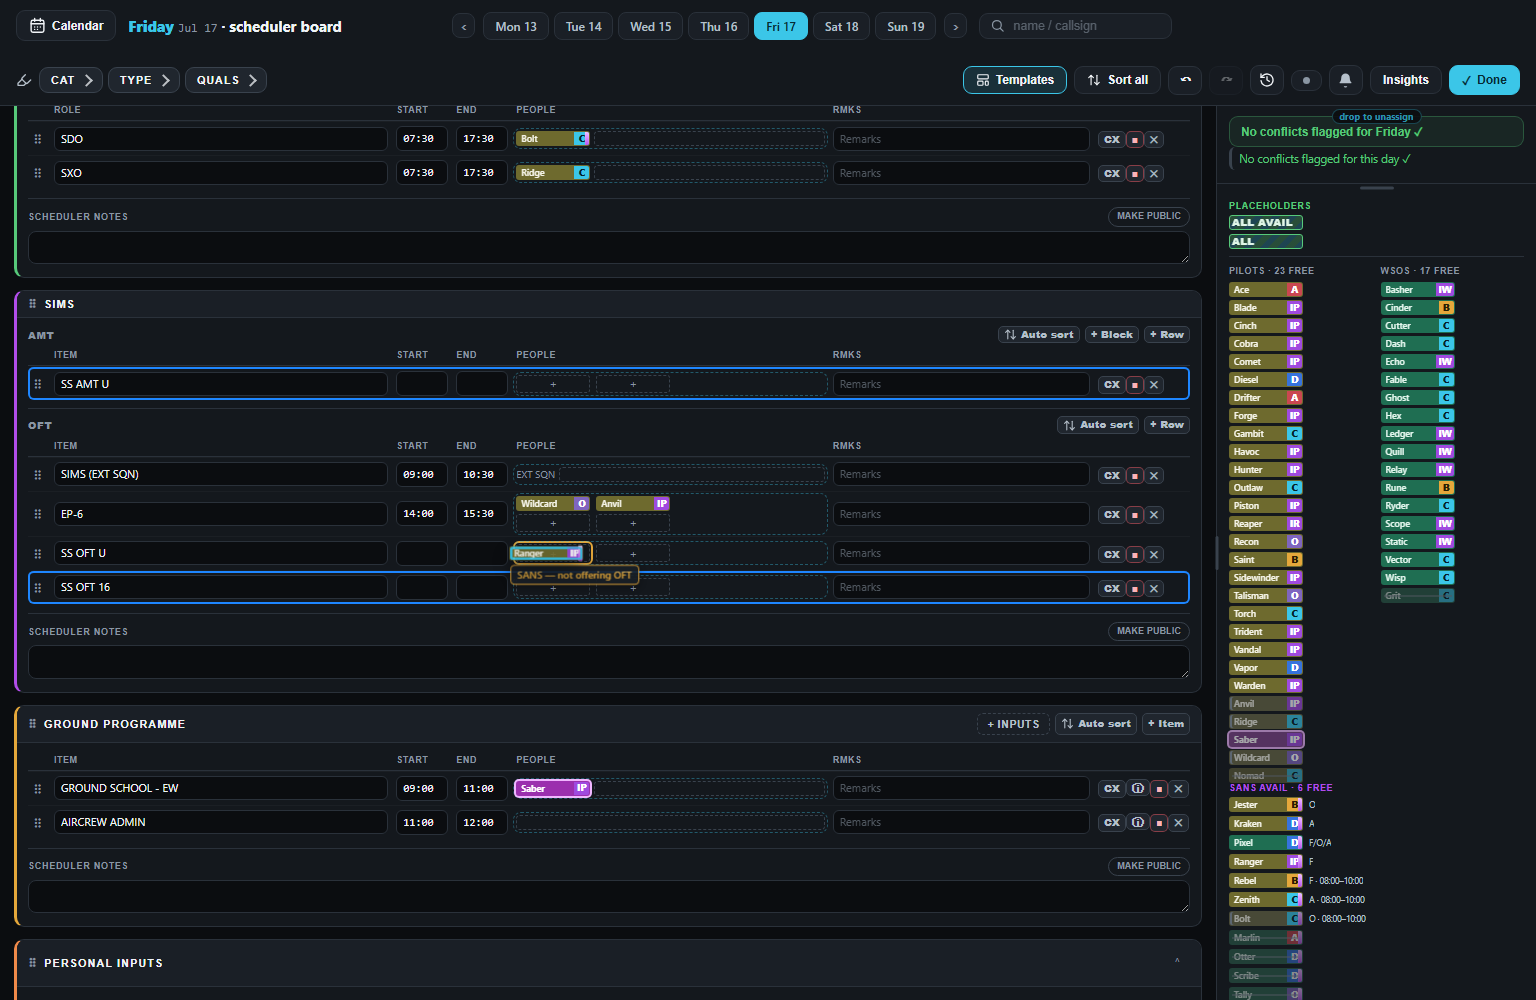 Calendar
Friday Jul 17 · scheduler board
‹
Mon 13
Tue 14
Wed 15
Thu 16
Fri 17
Sat 18
Sun 19
›
name / callsign
CAT
TYPE
QUALS
Templates
Sort all
Insights
✓ Done
ROLE START END PEOPLE RMKS
SDO 07:30 17:30 Bolt C Remarks CX
SXO 07:30 17:30 Ridge C Remarks CX
SCHEDULER NOTES MAKE PUBLIC
SIMS
AMT Auto sort + Block + Row
ITEM START END PEOPLE RMKS
SS AMT U + + Remarks CX
OFT Auto sort + Row
ITEM START END PEOPLE RMKS
SIMS (EXT SQN) 09:00 10:30 EXT SQN Remarks CX
EP-6 14:00 15:30 Wildcard O Anvil IP + + Remarks CX
SS OFT U Ranger IP + Remarks CX
SANS — not offering OFT
SS OFT 16 + + Remarks CX
SCHEDULER NOTES MAKE PUBLIC
GROUND PROGRAMME + INPUTS Auto sort + Item
ITEM START END PEOPLE RMKS
GROUND SCHOOL - EW 09:00 11:00 Saber IP Remarks CX
AIRCREW ADMIN 11:00 12:00 Remarks CX
SCHEDULER NOTES MAKE PUBLIC
PERSONAL INPUTS
drop to unassign
No conflicts flagged for Friday ✓
No conflicts flagged for this day ✓
PLACEHOLDERS
ALL AVAIL
ALL
PILOTS · 23 FREE
Ace A
Blade IP
Cinch IP
Cobra IP
Comet IP
Diesel D
Drifter A
Forge IP
Gambit C
Havoc IP
Hunter IP
Outlaw C
Piston IP
Reaper IR
Recon O
Saint B
Sidewinder IP
Talisman O
Torch C
Trident IP
Vandal IP
Vapor D
Warden IP
Anvil IP
Ridge C
Saber IP
Wildcard O
Nomad C
WSOS · 17 FREE
Basher IW
Cinder B
Cutter C
Dash C
Echo IW
Fable C
Ghost C
Hex C
Ledger IW
Quill IW
Relay IW
Rune B
Ryder C
Scope IW
Static IW
Vector C
Wisp C
Grit C
SANS AVAIL · 6 FREE
Jester B O
Kraken D A
Pixel D F/O/A
Ranger IP F
Rebel B F · 08:00–10:00
Zenith C A · 08:00–10:00
Bolt C O · 08:00–10:00
Marlin A
Otter D
Scribe D
Tally O